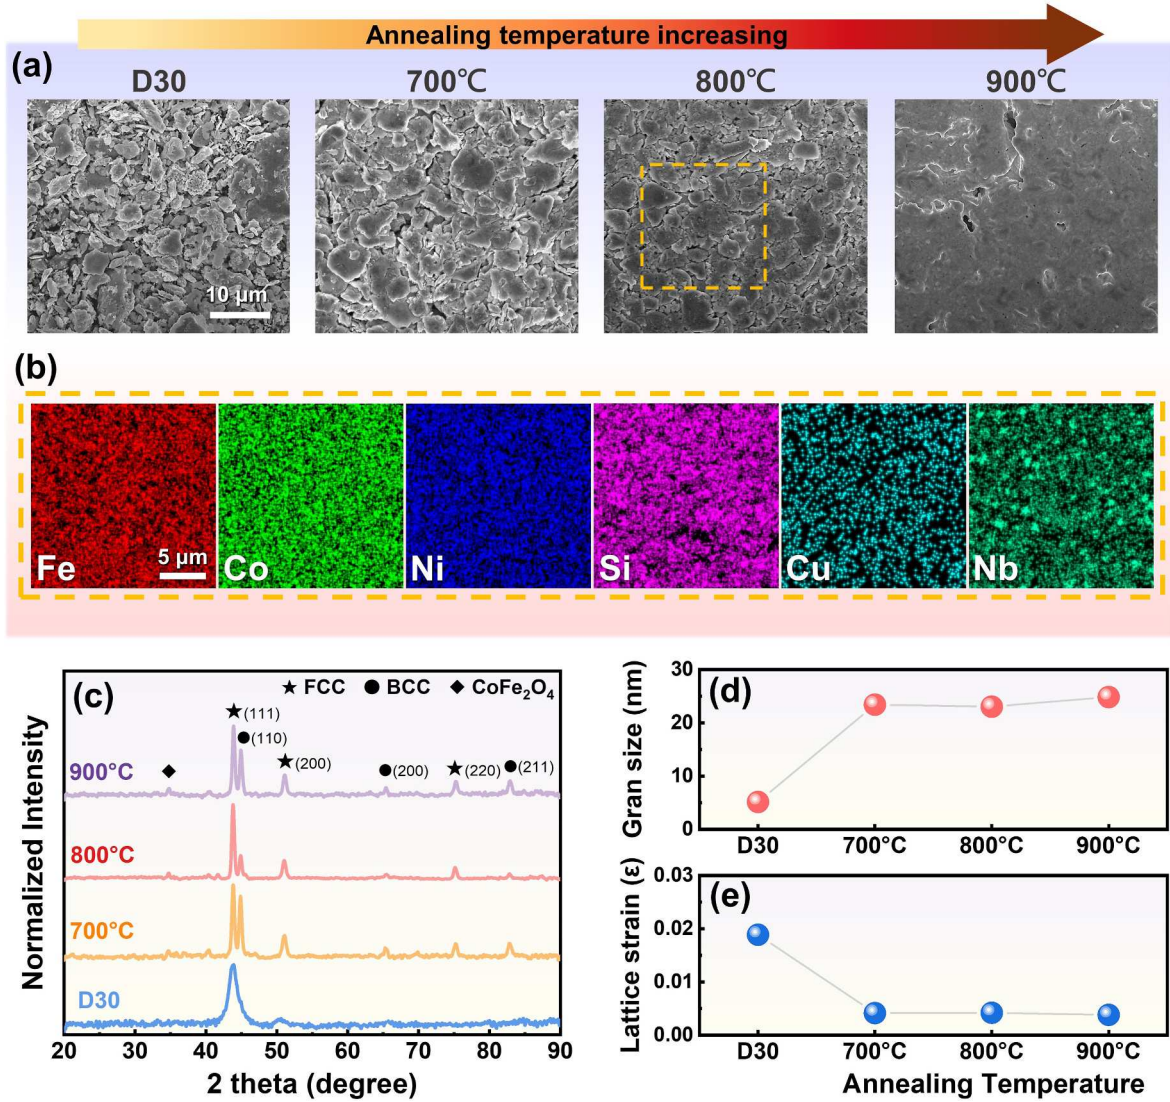 Annealing temperature increasing
(a)
D30 700℃ 800℃ 900℃
10 μm
(b)
Fe 5 μm Co Ni Si Cu Nb
(c)
★ FCC ● BCC ◆ CoFe₂O₄
★(111)
●(110)
★(200)
●(200)
★(220)
●(211)
◆
900°C
800°C
700°C
D30
Normalized Intensity
20 30 40 50 60 70 80 90
2 theta (degree)
(d)
Gran size (nm)
30
20
10
0
D30 700°C 800°C 900°C
(e)
Lattice strain (ε)
0.03
0.02
0.01
0.00
D30 700°C 800°C 900°C
Annealing Temperature